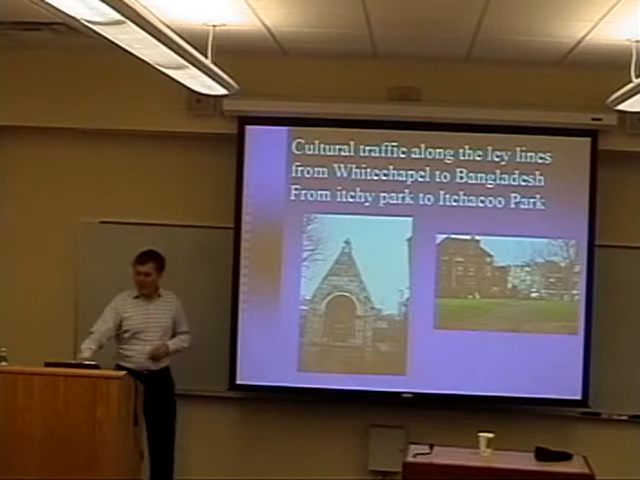 Cultural traffic along the ley lines
from Whitechapel to Bangladesh
From itchy park to Itchacoo Park